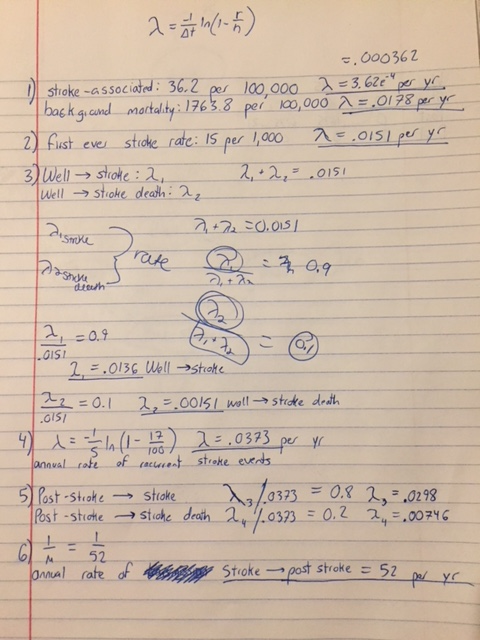 λ = -1/Δt ln(1 - r/n)
= .000362
1) stroke-associated: 36.2 per 100,000 λ = 3.62e⁻⁴ per yr
background mortality: 1763.8 per 100,000 λ = .0178 per yr
2) first ever stroke rate: 15 per 1,000 λ = .0151 per yr
3) Well → stroke: λ₁ λ₁ + λ₂ = .0151
Well → stroke death: λ₂
λ₁ + λ₂ = 0.0151
λ₁ stroke
λ₂ stroke death } rate
λ₁/(λ₁ + λ₂) = 0.9
λ₂/(λ₁ + λ₂) = 0.1
λ₁/.0151 = 0.9
λ₁ = .0136 Well → stroke
λ₂/.0151 = 0.1 λ₂ = .00151 well → stroke death
4) λ = -1/5 ln(1 - 17/100) λ = .0373 per yr
annual rate of recurrent stroke events
5) Post-stroke → stroke λ₃/.0373 = 0.8 λ₃ = .0298
Post-stroke → stroke death λ₄/.0373 = 0.2 λ₄ = .00746
6) 1/μ = 1/52
annual rate of Stroke → post stroke = 52 per yr